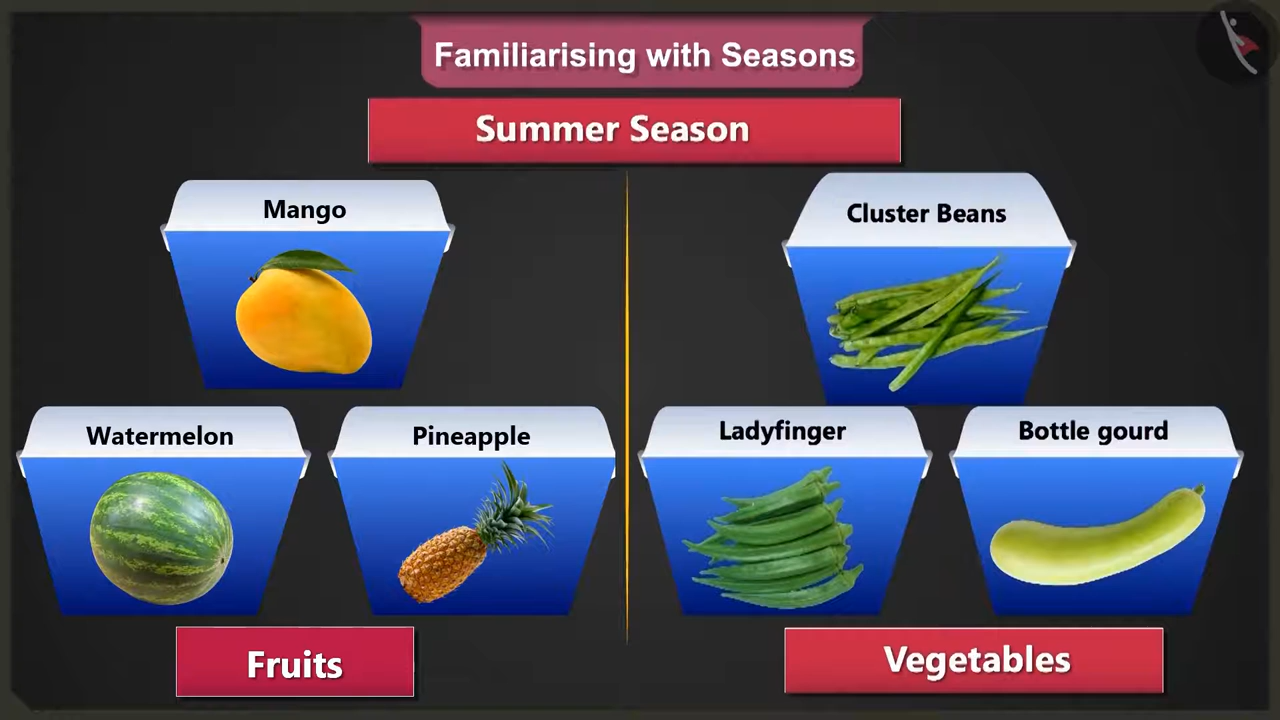 Familiarising with Seasons
Summer Season
Mango
Watermelon
Pineapple
Fruits
Cluster Beans
Ladyfinger
Bottle gourd
Vegetables